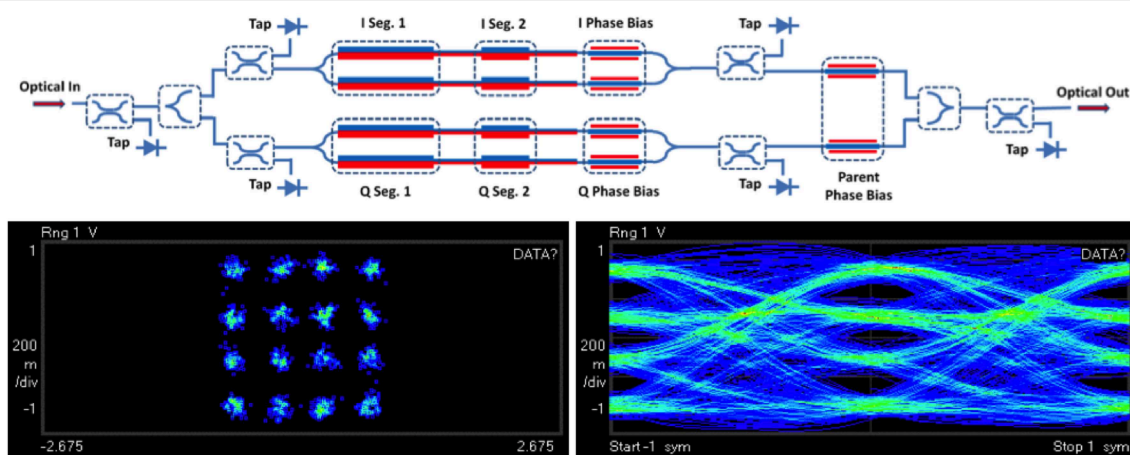 Tap
I Seg. 1
I Seg. 2
I Phase Bias
Tap
Optical In
Optical Out
Tap
Tap
Tap
Tap
Q Seg. 1
Q Seg. 2
Q Phase Bias
Parent
Phase Bias
Rng 1 V
1
DATA?
200
m
/div
-1
-2.675
2.675
Rng 1 V
1
DATA?
200
m
/div
-1
Start -1 sym
Stop 1 sym